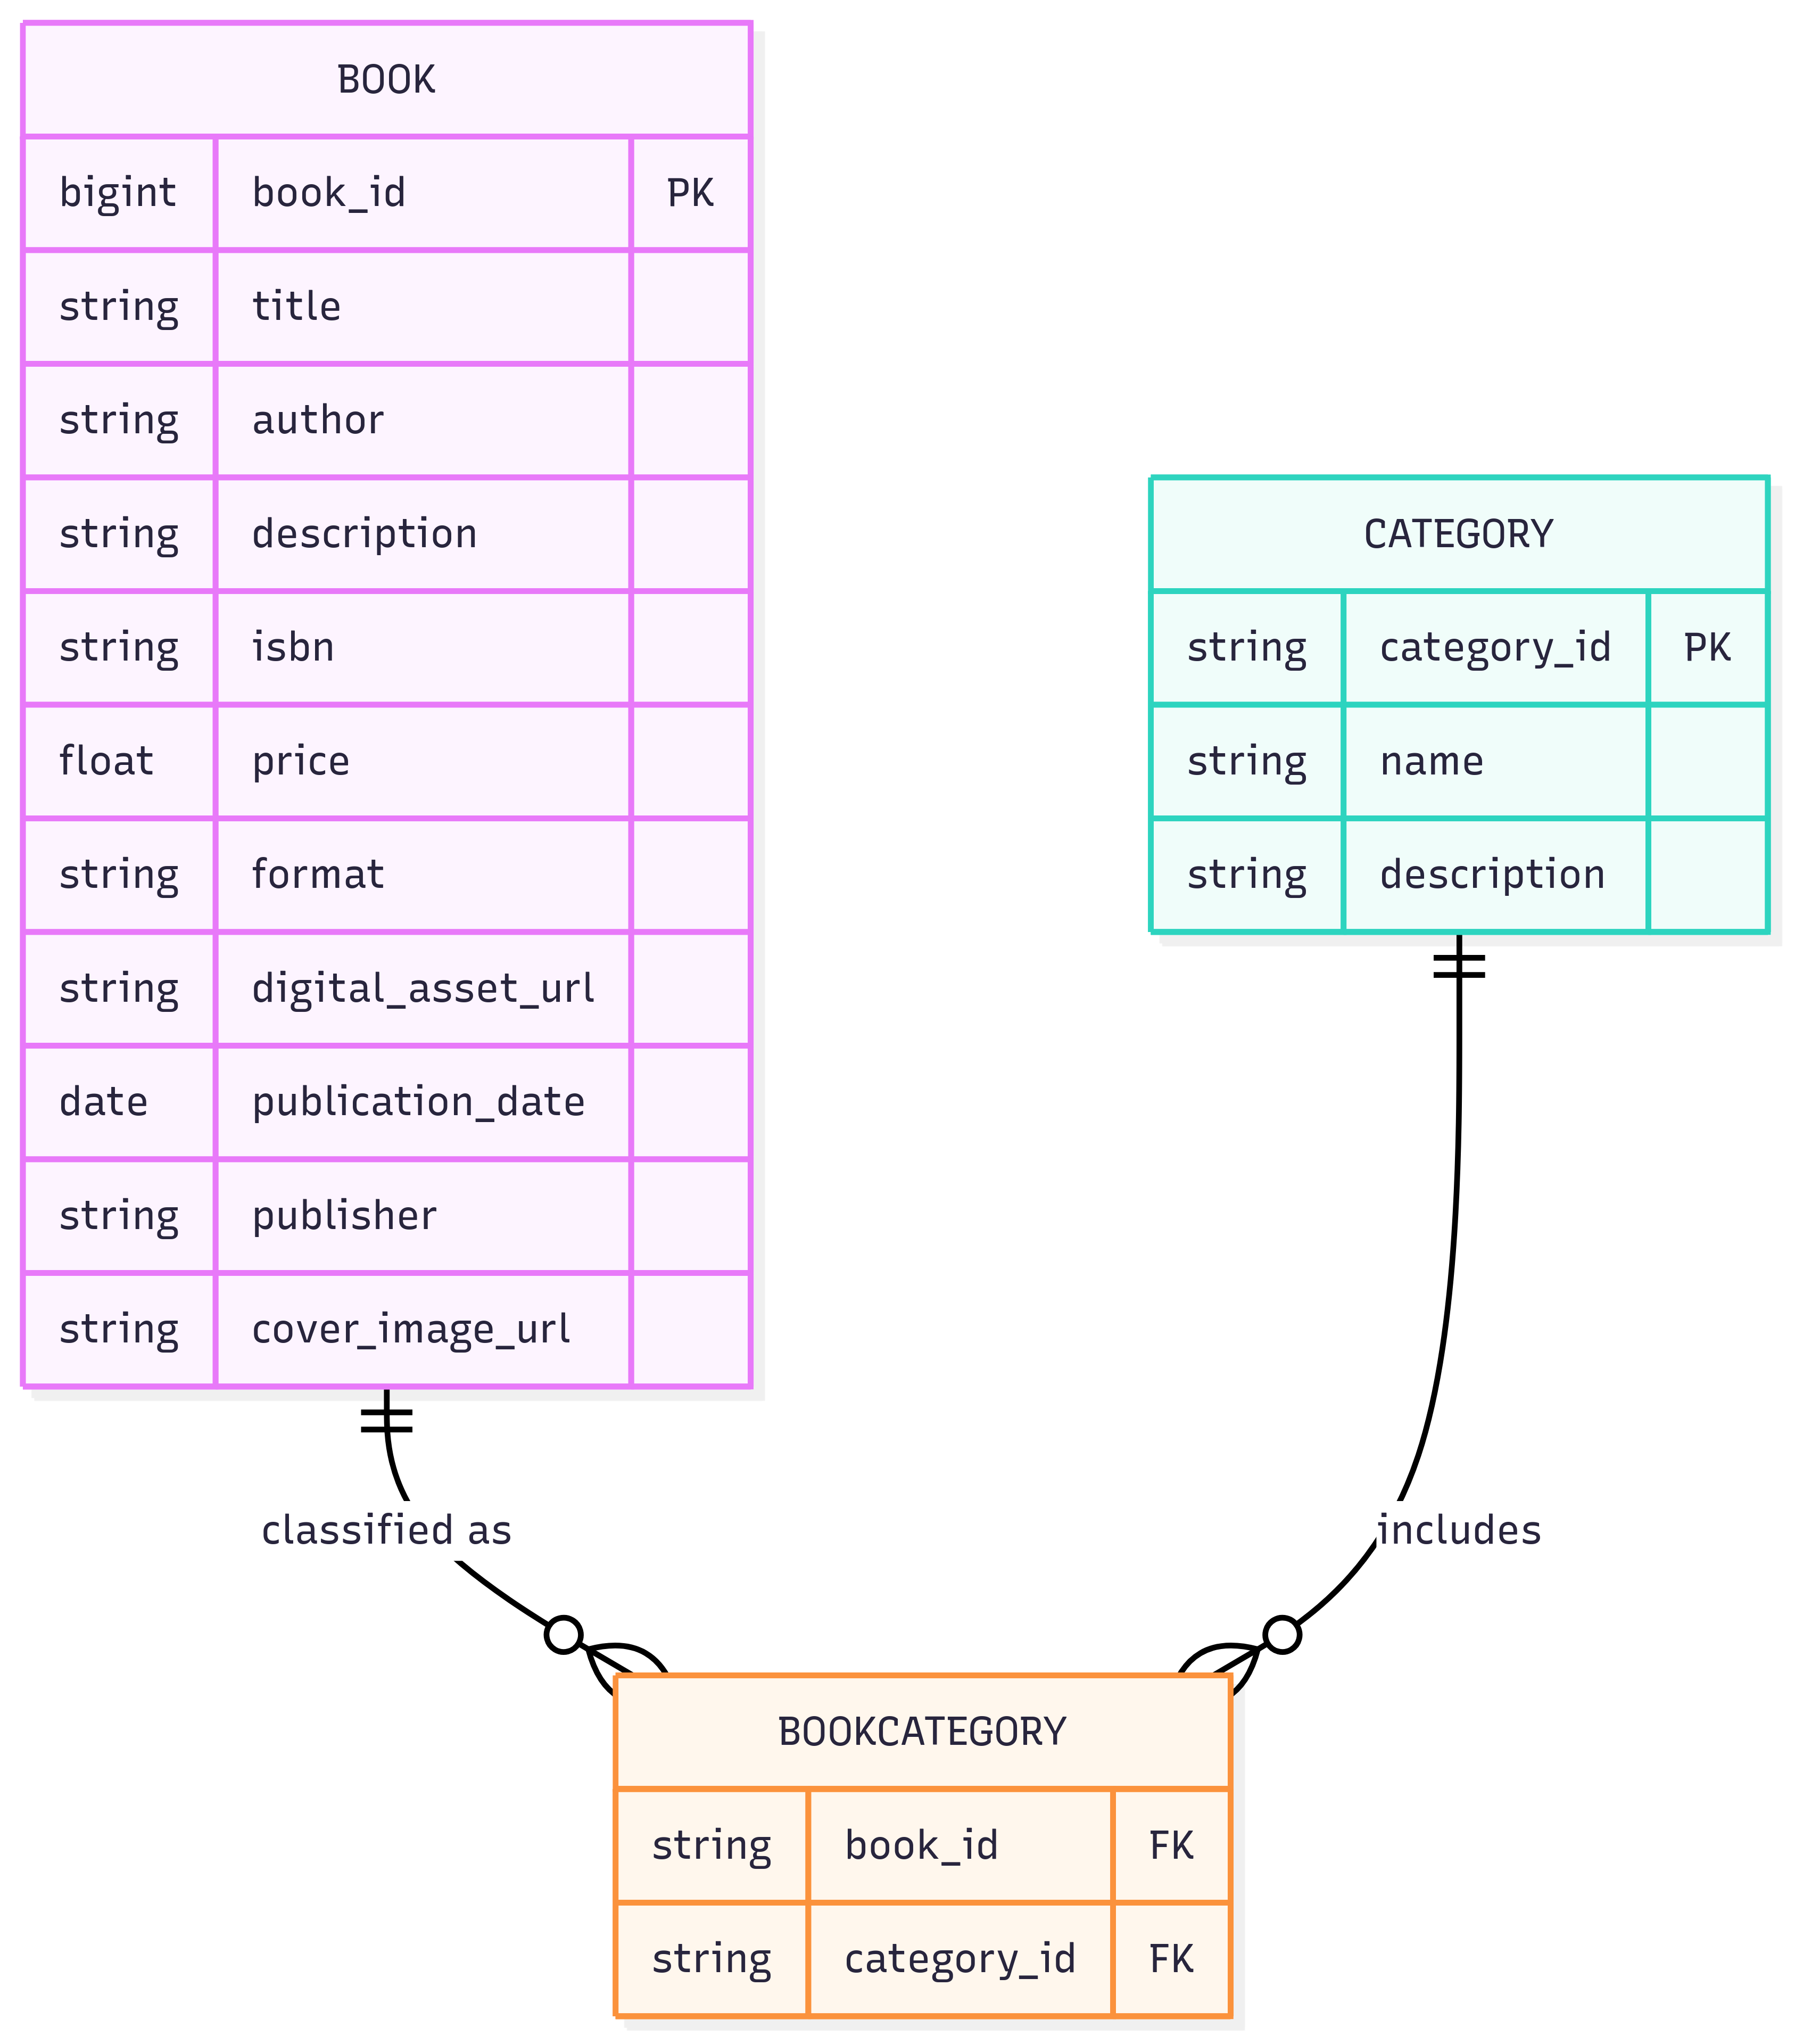 BOOK
bigint book_id PK
string title
string author
string description
string isbn
float price
string format
string digital_asset_url
date publication_date
string publisher
string cover_image_url
CATEGORY
string category_id PK
string name
string description
classified as
includes
BOOKCATEGORY
string book_id FK
string category_id FK